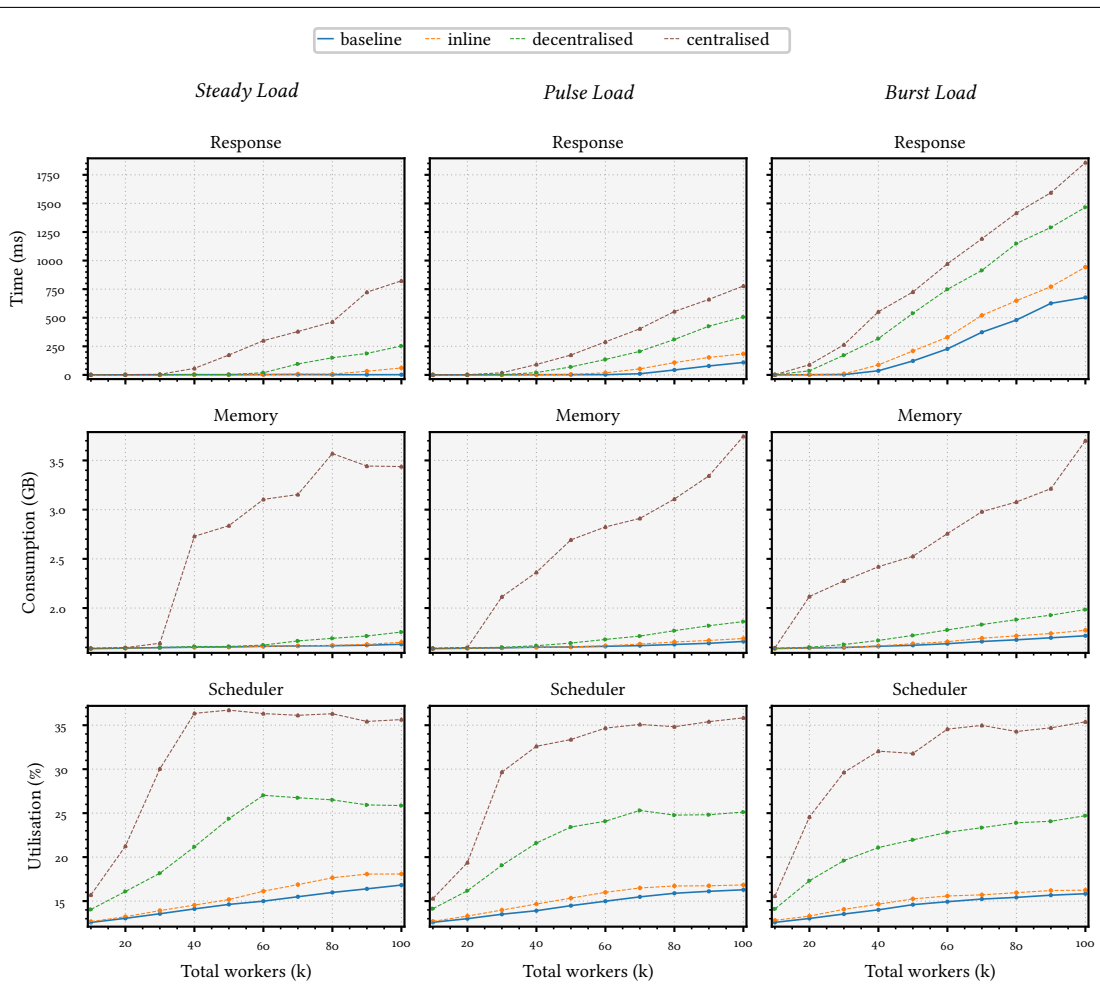 baseline inline decentralised centralised
Steady Load Pulse Load Burst Load
Response Response Response
Time (ms)
1750
1500
1250
1000
750
500
250
0
Memory Memory Memory
Consumption (GB)
3.5
3.0
2.5
2.0
Scheduler Scheduler Scheduler
Utilisation (%)
35
30
25
20
15
20 40 60 80 100 20 40 60 80 100 20 40 60 80 100
Total workers (k) Total workers (k) Total workers (k)